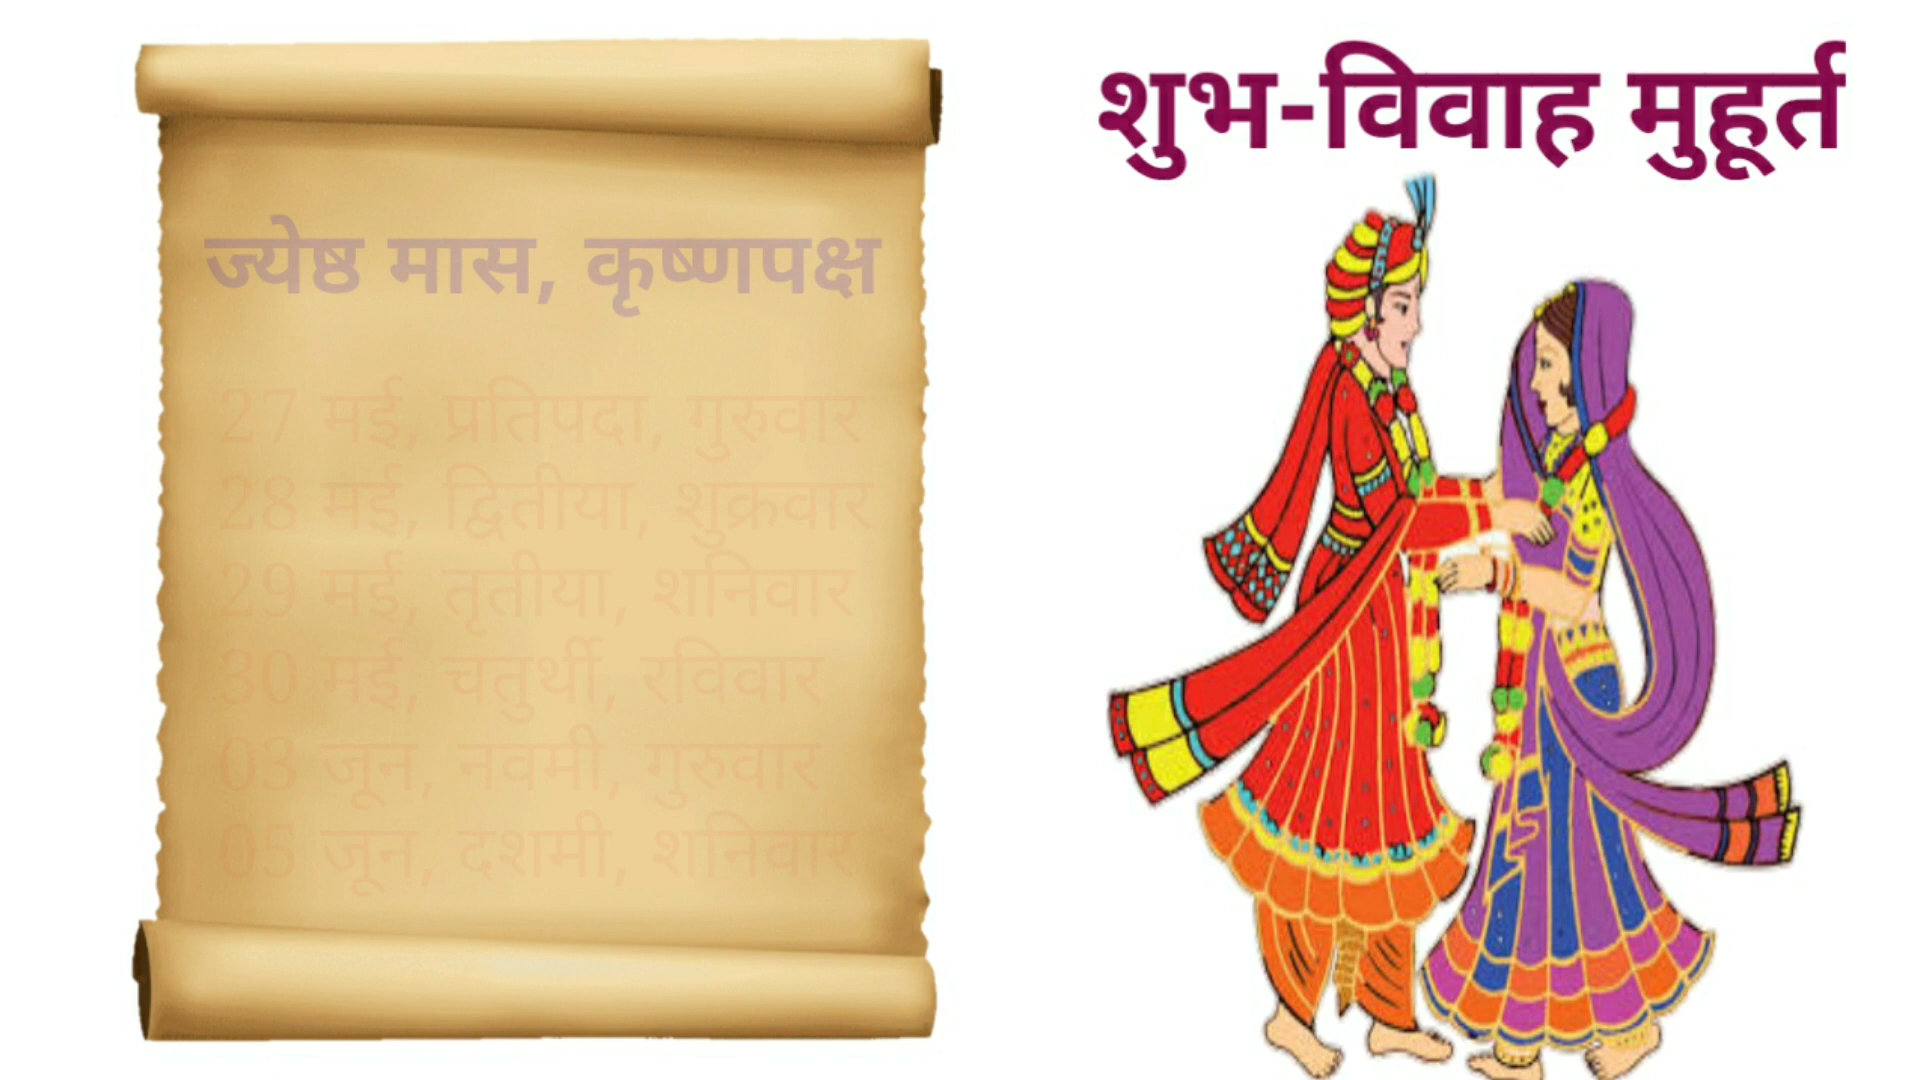 शुभ-विवाह मुहूर्त
ज्येष्ठ मास, कृष्णपक्ष
27 मई, प्रतिपदा, गुरुवार
28 मई, द्वितीया, शुक्रवार
29 मई, तृतीया, शनिवार
30 मई, चतुर्थी, रविवार
03 जून, नवमी, गुरुवार
05 जून, दशमी, शनिवार